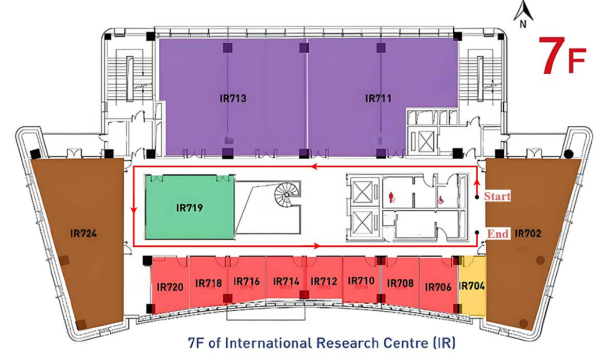 N
7F
IR713
IR711
IR719
Start
End
IR724
IR702
IR720
IR718
IR716
IR714
IR712
IR710
IR708
IR706
IR704
7F of International Research Centre (IR)